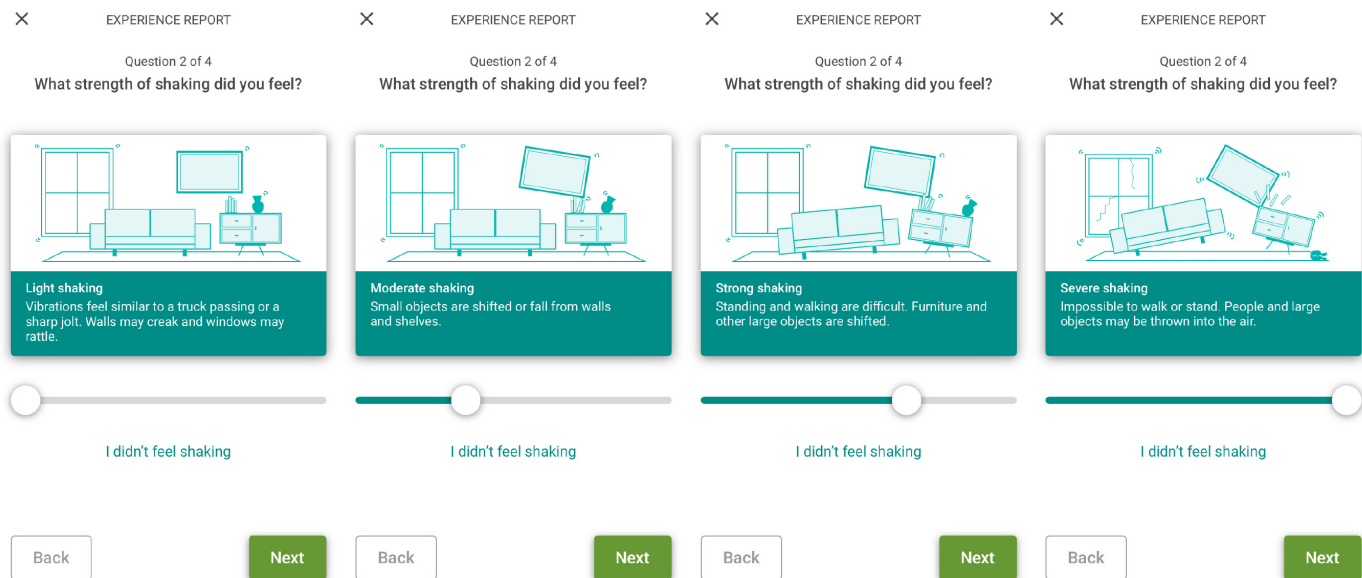 EXPERIENCE REPORT
Question 2 of 4
What strength of shaking did you feel?
Light shaking
Vibrations feel similar to a truck passing or a
sharp jolt. Walls may creak and windows may
rattle.
I didn’t feel shaking
Back
Next
EXPERIENCE REPORT
Question 2 of 4
What strength of shaking did you feel?
Moderate shaking
Small objects are shifted or fall from walls
and shelves.
I didn’t feel shaking
Back
Next
EXPERIENCE REPORT
Question 2 of 4
What strength of shaking did you feel?
Strong shaking
Standing and walking are difficult. Furniture and
other large objects are shifted.
I didn’t feel shaking
Back
Next
EXPERIENCE REPORT
Question 2 of 4
What strength of shaking did you feel?
Severe shaking
Impossible to walk or stand. People and large
objects may be thrown into the air.
I didn’t feel shaking
Back
Next